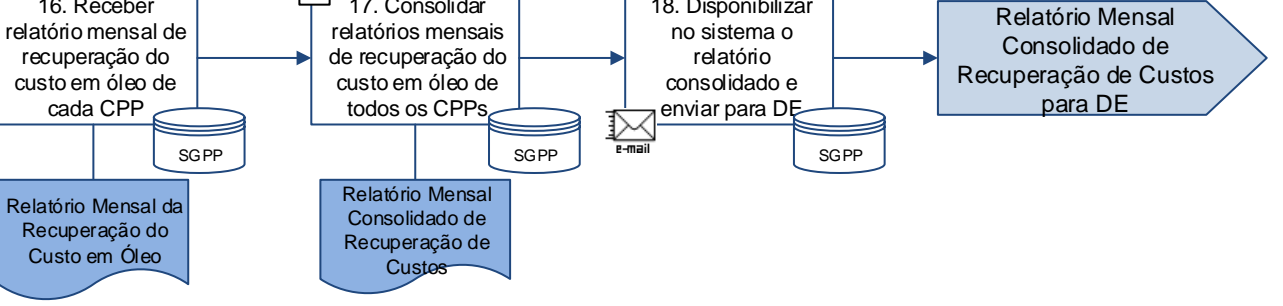 16. Receber
relatório mensal de
recuperação do
custo em óleo de
cada CPP
SGPP
Relatório Mensal da
Recuperação do
Custo em Óleo
17. Consolidar
relatórios mensais
de recuperação do
custo em óleo de
todos os CPPs
SGPP
Relatório Mensal
Consolidado de
Recuperação de
Custos
18. Disponibilizar
no sistema o
relatório
consolidado e
enviar para DE
e-mail
SGPP
Relatório Mensal
Consolidado de
Recuperação de Custos
para DE